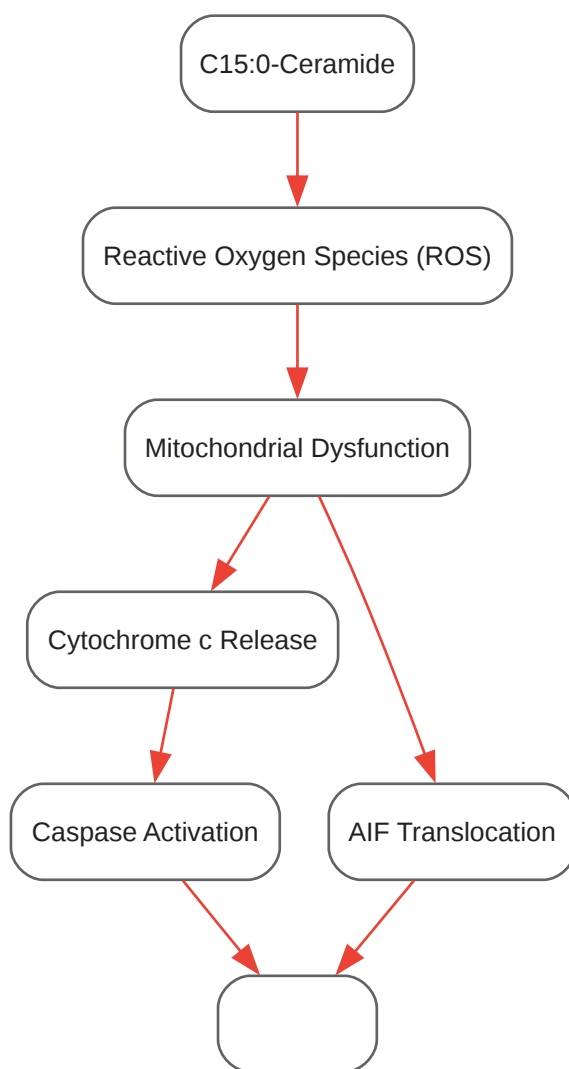 C15:0-Ceramide
Reactive Oxygen Species (ROS)
Mitochondrial Dysfunction
Cytochrome c Release
Caspase Activation
AIF Translocation